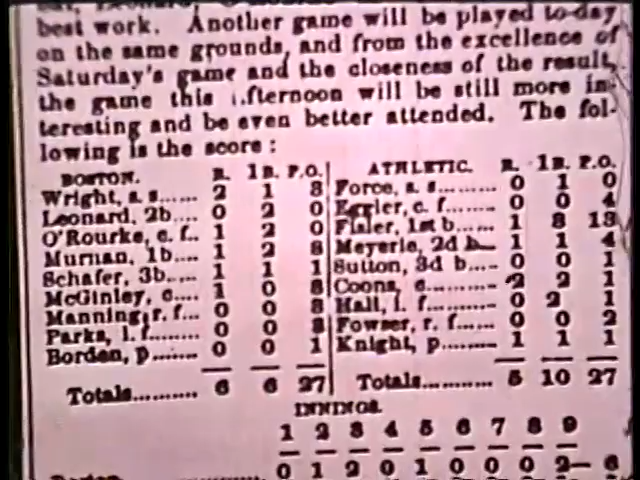 best work. Another game will be played to-day
on the same grounds, and from the excellence of
Saturday's game and the closeness of the result,
the game this afternoon will be still more in-
teresting and be even better attended. The fol-
lowing is the score:
BOSTON. R. 1B. P.O. ATHLETIC. R. 1B. P.O.
Wright, s. s...... 2 1 8 Force, s. s......... 0 1 0
Leonard, 2b..... 0 2 0 Eggler, c. f........ 0 0 4
O'Rourke, c. f.. 1 2 0 Fisler, 1st b...... 1 3 13
Murnan, 1b..... 1 2 8 Meyerle, 2d b.... 1 1 4
Schafer, 3b..... 1 1 1 Sutton, 3d b..... 0 0 1
McGinley, c.... 1 0 8 Coons, c......... 2 2 1
Manning, r. f... 0 0 Hall, l. f.......... 0 2 1
Parks, l. f....... 0 0 Fowser, r. f...... 0 0 2
Borden, p........ 0 0 1 Knight, p........ 1 1 1
Totals.......... 6 6 27 Totals............ 5 10 27
INNINGS.
1 2 3 4 5 6 7 8 9
0 1 2 0 1 0 0 0 2— 6